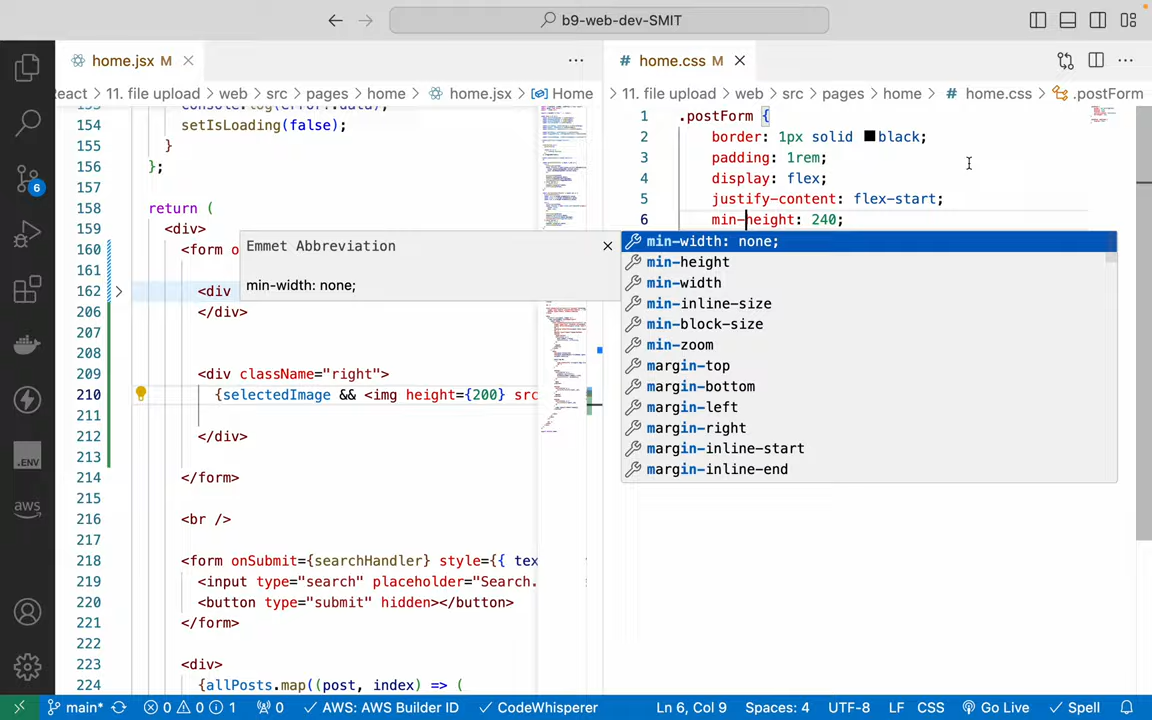 b9-web-dev-SMIT
home.jsx M
home.css M
React > 11. file upload > web > src > pages > home > home.jsx > Home
> 11. file upload > web > src > pages > home > # home.css > .postForm
154 setIsLoading(false);
155 }
156 };
157
158 return (
159 <div>
160 <form o
161
162 <div
206 </div>
207
208
209 <div className="right">
210 {selectedImage && <img height={200} src
211
212 </div>
213
214 </form>
215
216 <br />
217
218 <form onSubmit={searchHandler} style={{ tex
219 <input type="search" placeholder="Search.
220 <button type="submit" hidden></button>
221 </form>
222
223 <div>
224 {allPosts.map((post, index) => (
1 .postForm {
2 border: 1px solid black;
3 padding: 1rem;
4 display: flex;
5 justify-content: flex-start;
6 min-height: 240;
Emmet Abbreviation
min-width: none;
min-width: none;
min-height
min-width
min-inline-size
min-block-size
min-zoom
margin-top
margin-bottom
margin-left
margin-right
margin-inline-start
margin-inline-end
6
.ENV
aws
main* 0 0 1 0 AWS: AWS Builder ID CodeWhisperer Ln 6, Col 9 Spaces: 4 UTF-8 LF CSS Go Live Spell